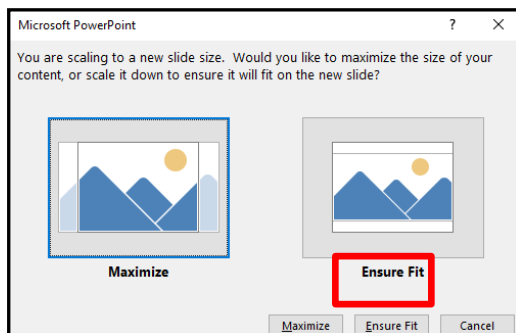 Microsoft PowerPoint ? ×
You are scaling to a new slide size. Would you like to maximize the size of your
content, or scale it down to ensure it will fit on the new slide?
Maximize Ensure Fit
Maximize Ensure Fit Cancel